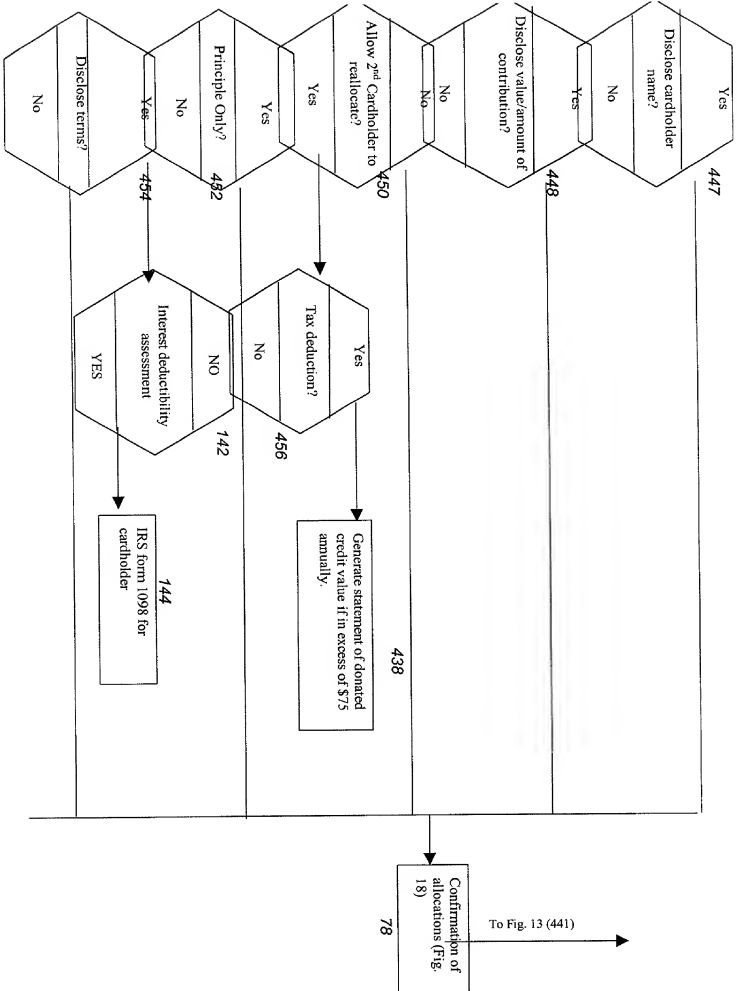 Yes
447
Disclose cardholder
name?
No
Yes
448
Disclose value/amount of
contribution?
No
No
450
Allow 2nd Cardholder to
reallocate?
Yes
Yes
452
Principle Only?
No
Yes
454
Disclose terms?
No
Yes
Tax deduction?
No
456
NO
142
Interest deductibility
assessment
YES
438
Generate statement of donated
credit value if in excess of $75
annually.
144
IRS form 1098 for
cardholder
Confirmation of
allocations (Fig.
18)
78
To Fig. 13 (441)